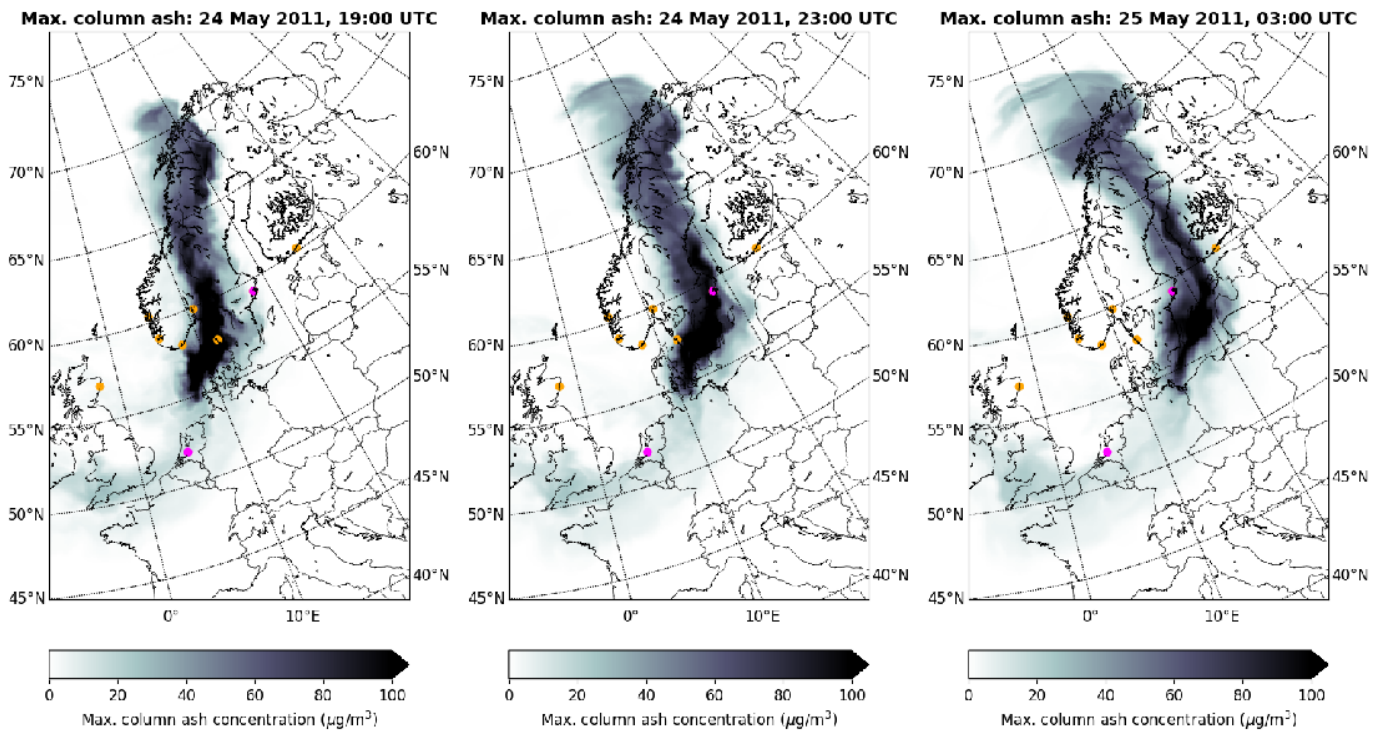 Max. column ash: 24 May 2011, 19:00 UTC
75°N
70°N
65°N
60°N
55°N
50°N
45°N
60°N
55°N
50°N
45°N
40°N
0°
10°E
0 20 40 60 80 100
Max. column ash concentration (μg/m³)
Max. column ash: 24 May 2011, 23:00 UTC
75°N
70°N
65°N
60°N
55°N
50°N
45°N
60°N
55°N
50°N
45°N
40°N
0°
10°E
0 20 40 60 80 100
Max. column ash concentration (μg/m³)
Max. column ash: 25 May 2011, 03:00 UTC
75°N
70°N
65°N
60°N
55°N
50°N
45°N
60°N
55°N
50°N
45°N
40°N
0°
10°E
0 20 40 60 80 100
Max. column ash concentration (μg/m³)